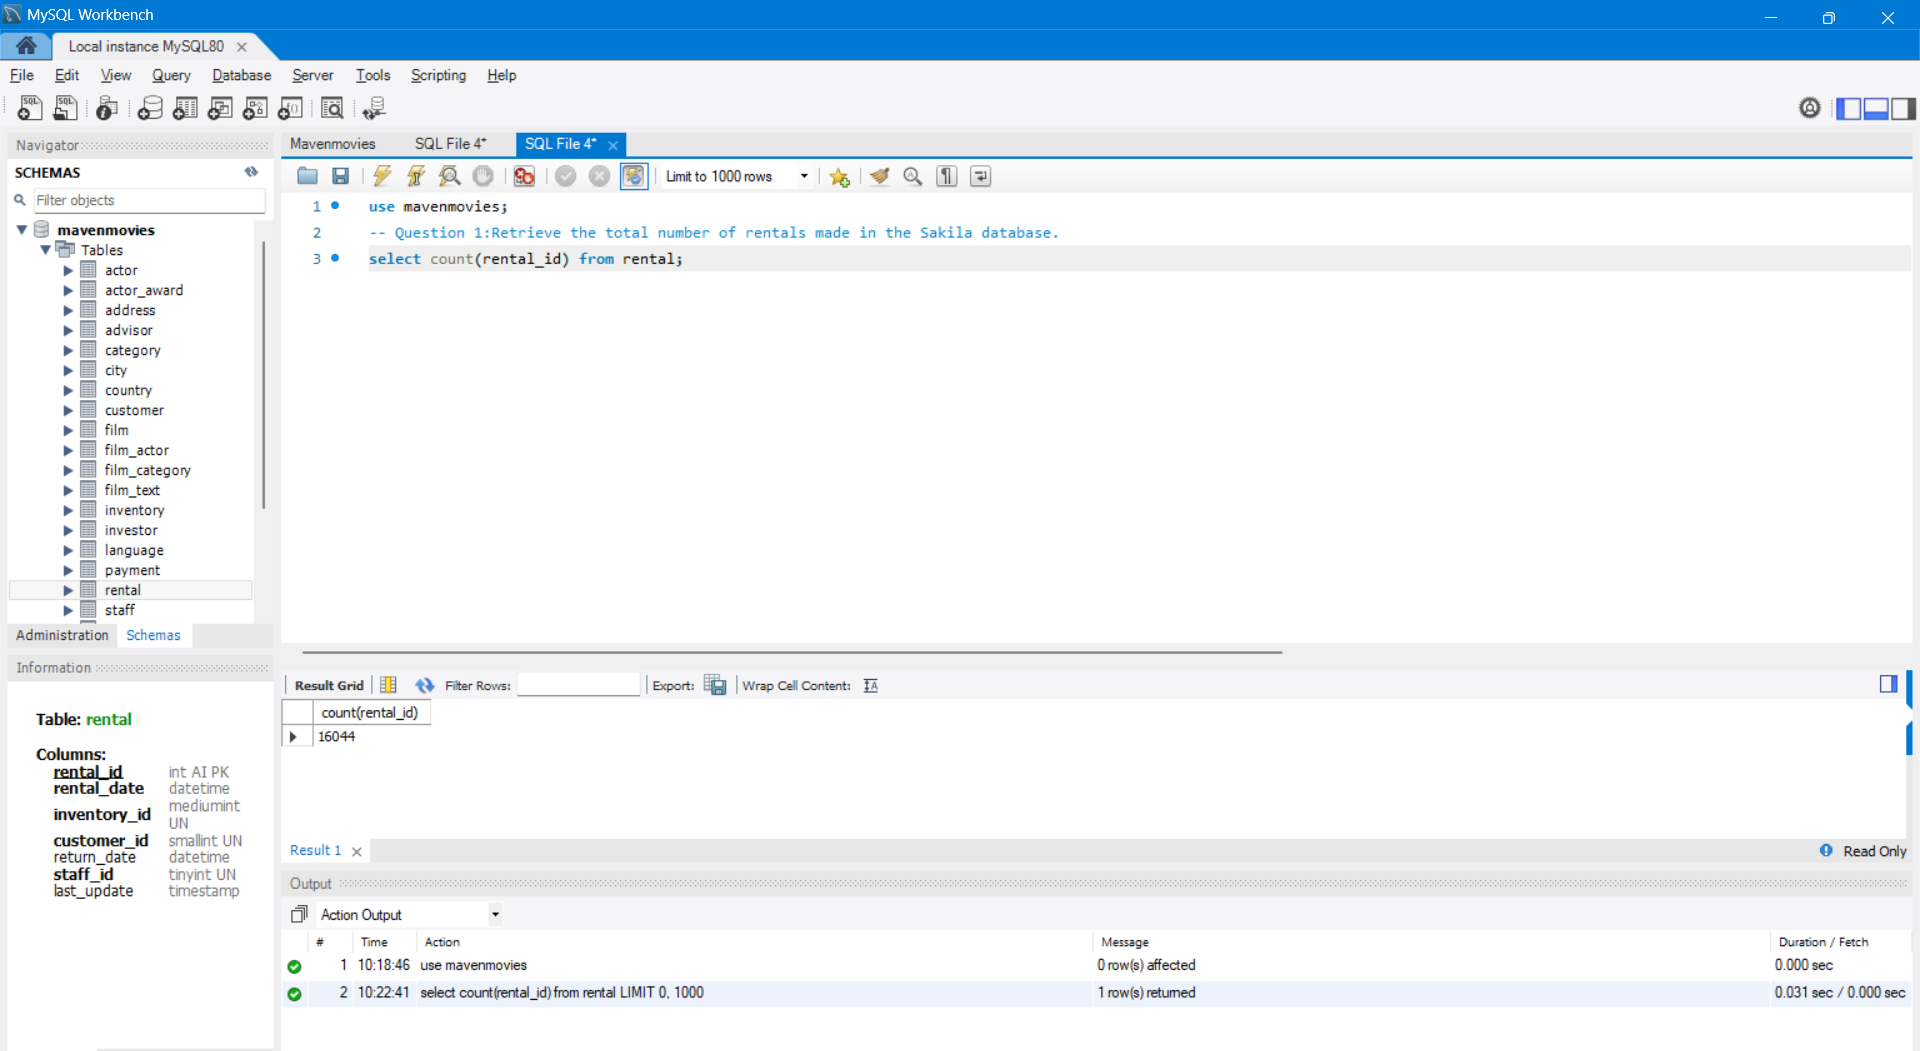 MySQL Workbench
Local instance MySQL80
File Edit View Query Database Server Tools Scripting Help
Navigator
SCHEMAS
Filter objects
mavenmovies
Tables
actor
actor_award
address
advisor
category
city
country
customer
film
film_actor
film_category
film_text
inventory
investor
language
payment
rental
staff
Administration Schemas
Information
Table: rental
Columns:
rental_id int AI PK
rental_date datetime
inventory_id mediumint UN
customer_id smallint UN
return_date datetime
staff_id tinyint UN
last_update timestamp
Mavenmovies SQL File 4* SQL File 4*
Limit to 1000 rows
1 use mavenmovies;
2 -- Question 1:Retrieve the total number of rentals made in the Sakila database.
3 select count(rental_id) from rental;
Result Grid Filter Rows: Export: Wrap Cell Content:
count(rental_id)
16044
Result 1 Read Only
Output
Action Output
# Time Action Message Duration / Fetch
1 10:18:46 use mavenmovies 0 row(s) affected 0.000 sec
2 10:22:41 select count(rental_id) from rental LIMIT 0, 1000 1 row(s) returned 0.031 sec / 0.000 sec